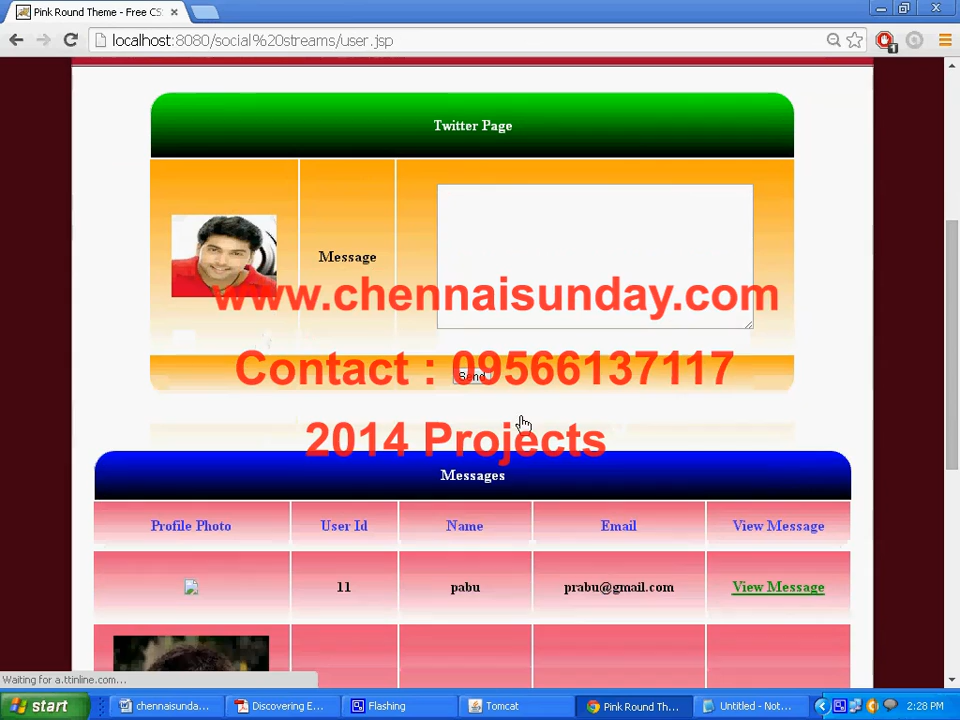 Pink Round Theme - Free CS
localhost:8080/social%20streams/user.jsp
1
Twitter Page
Message
www.chennaisunday.com
Contact : 09566137117
Send
2014 Projects
Messages
Profile Photo User Id Name Email View Message
11 pabu prabu@gmail.com View Message
Waiting for a.ttinline.com...
start chennaisunda... Discovering E... Flashing Tomcat Pink Round Th... Untitled - Not... 2:28 PM